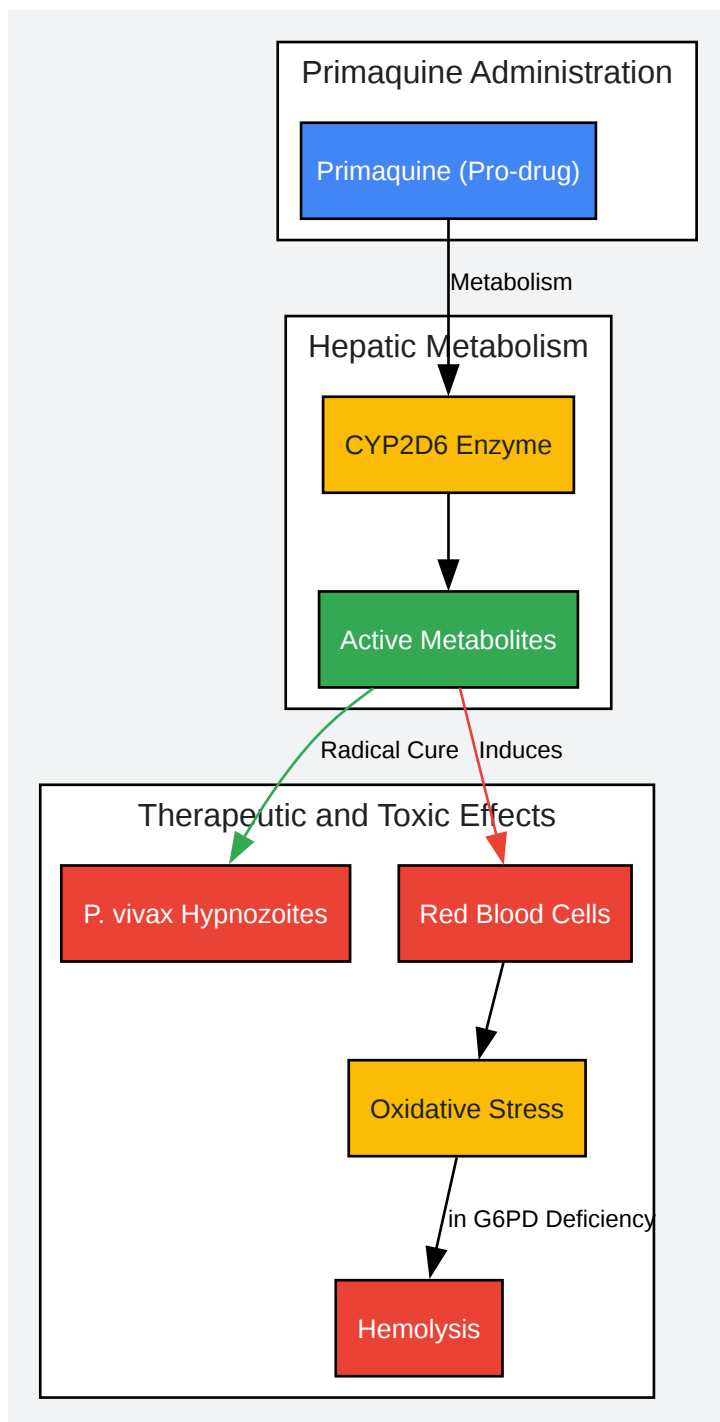 Primaquine Administration
Primaquine (Pro-drug)
Metabolism
Hepatic Metabolism
CYP2D6 Enzyme
Active Metabolites
Radical Cure
Induces
Therapeutic and Toxic Effects
P. vivax Hypnozoites
Red Blood Cells
Oxidative Stress
in G6PD Deficiency
Hemolysis